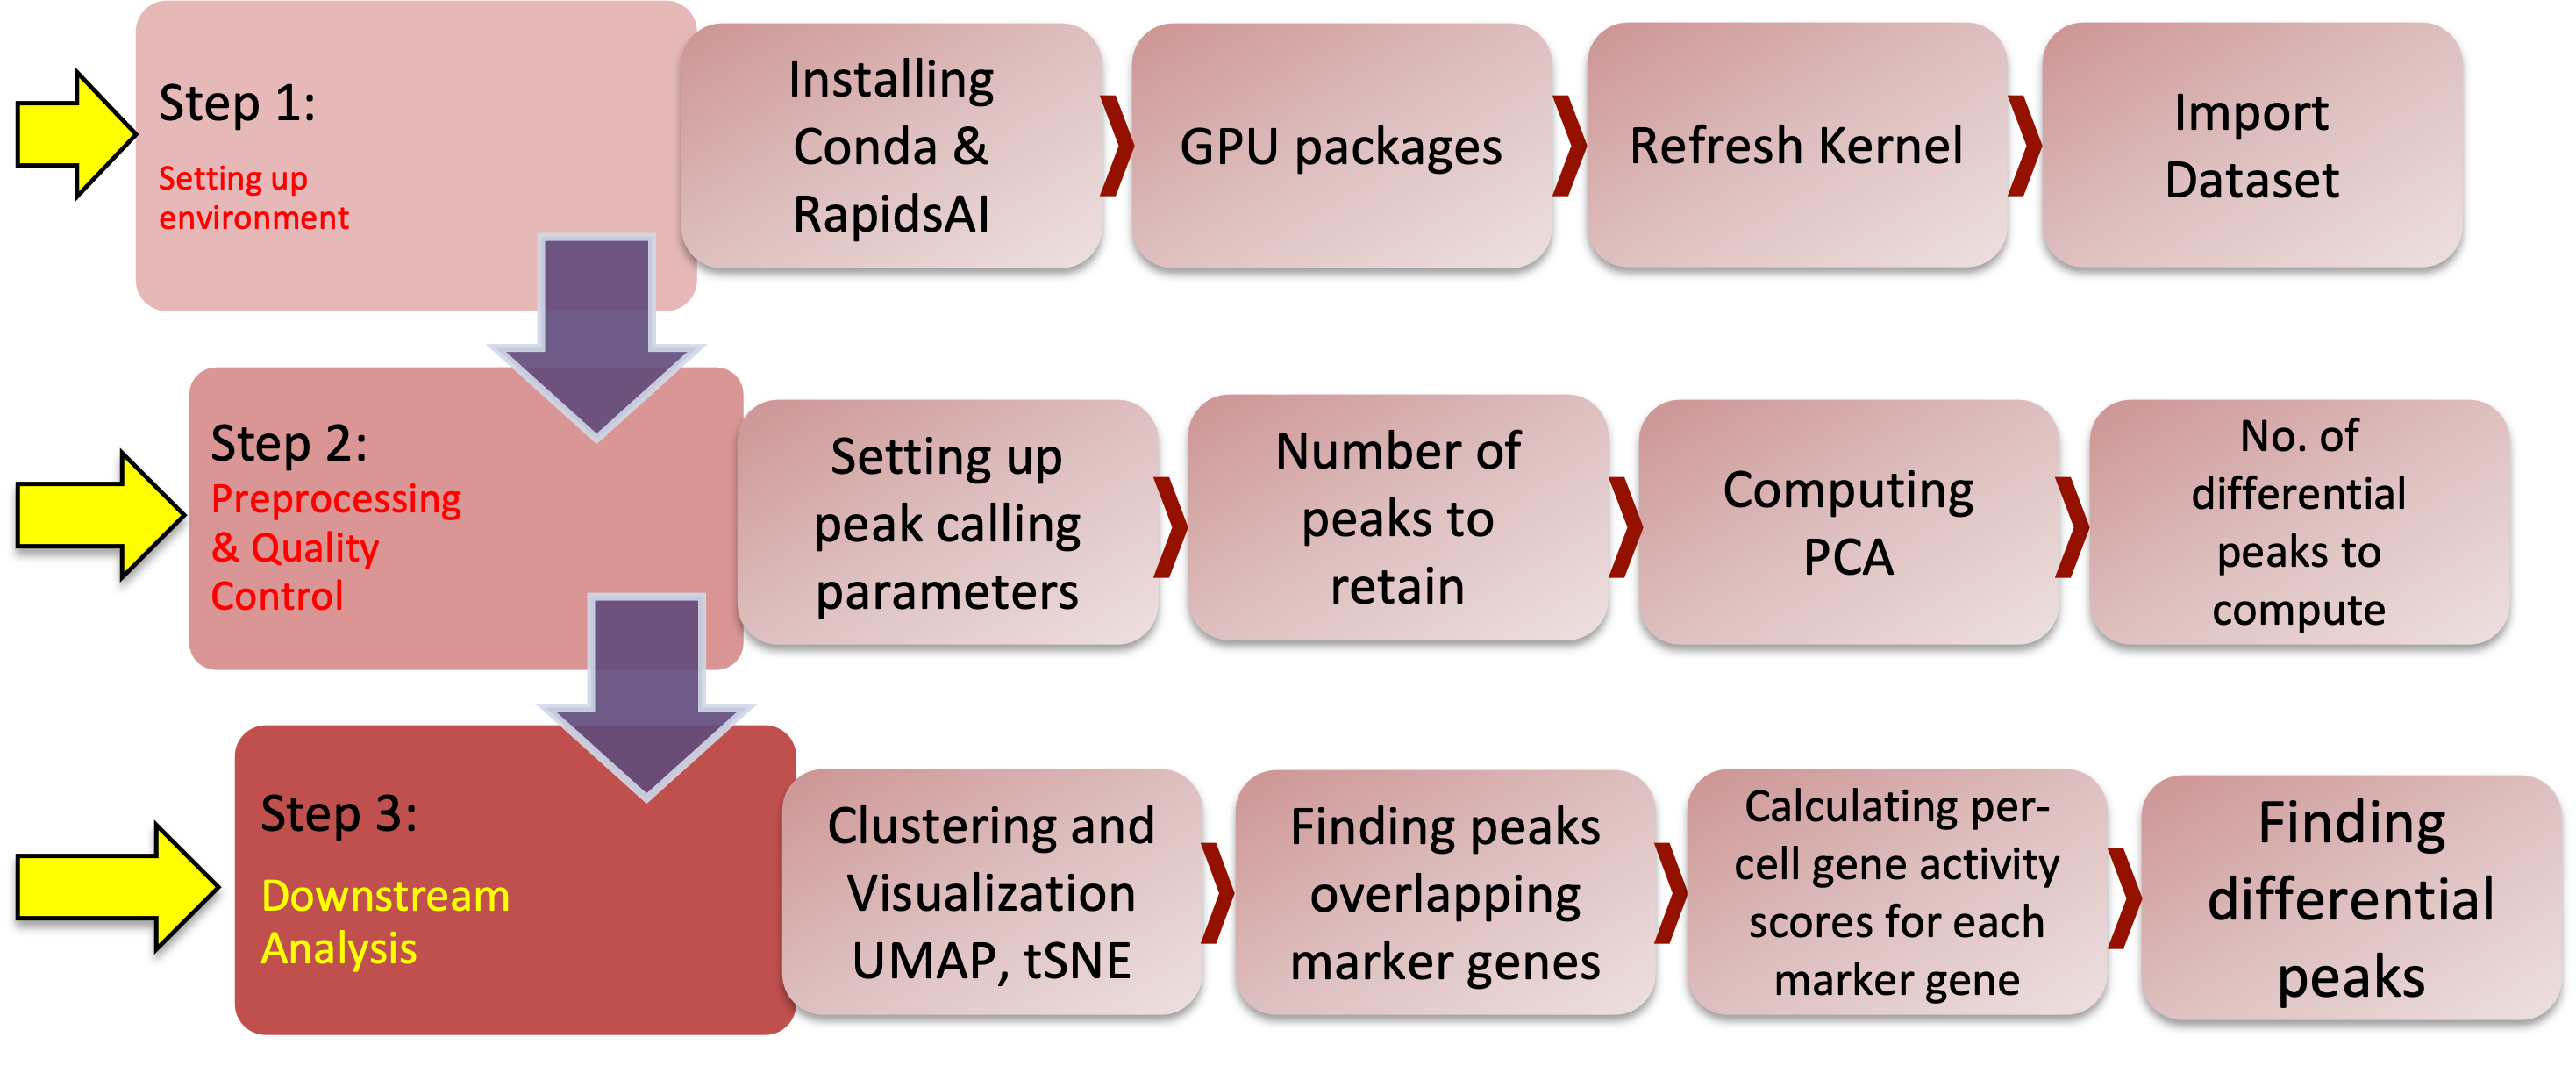 Step 1:
Setting up
environment
Installing
Conda &
RapidsAI
GPU packages
Refresh Kernel
Import
Dataset
Step 2:
Preprocessing
& Quality
Control
Setting up
peak calling
parameters
Number of
peaks to
retain
Computing
PCA
No. of
differential
peaks to
compute
Step 3:
Downstream
Analysis
Clustering and
Visualization
UMAP, tSNE
Finding peaks
overlapping
marker genes
Calculating per-
cell gene activity
scores for each
marker gene
Finding
differential
peaks